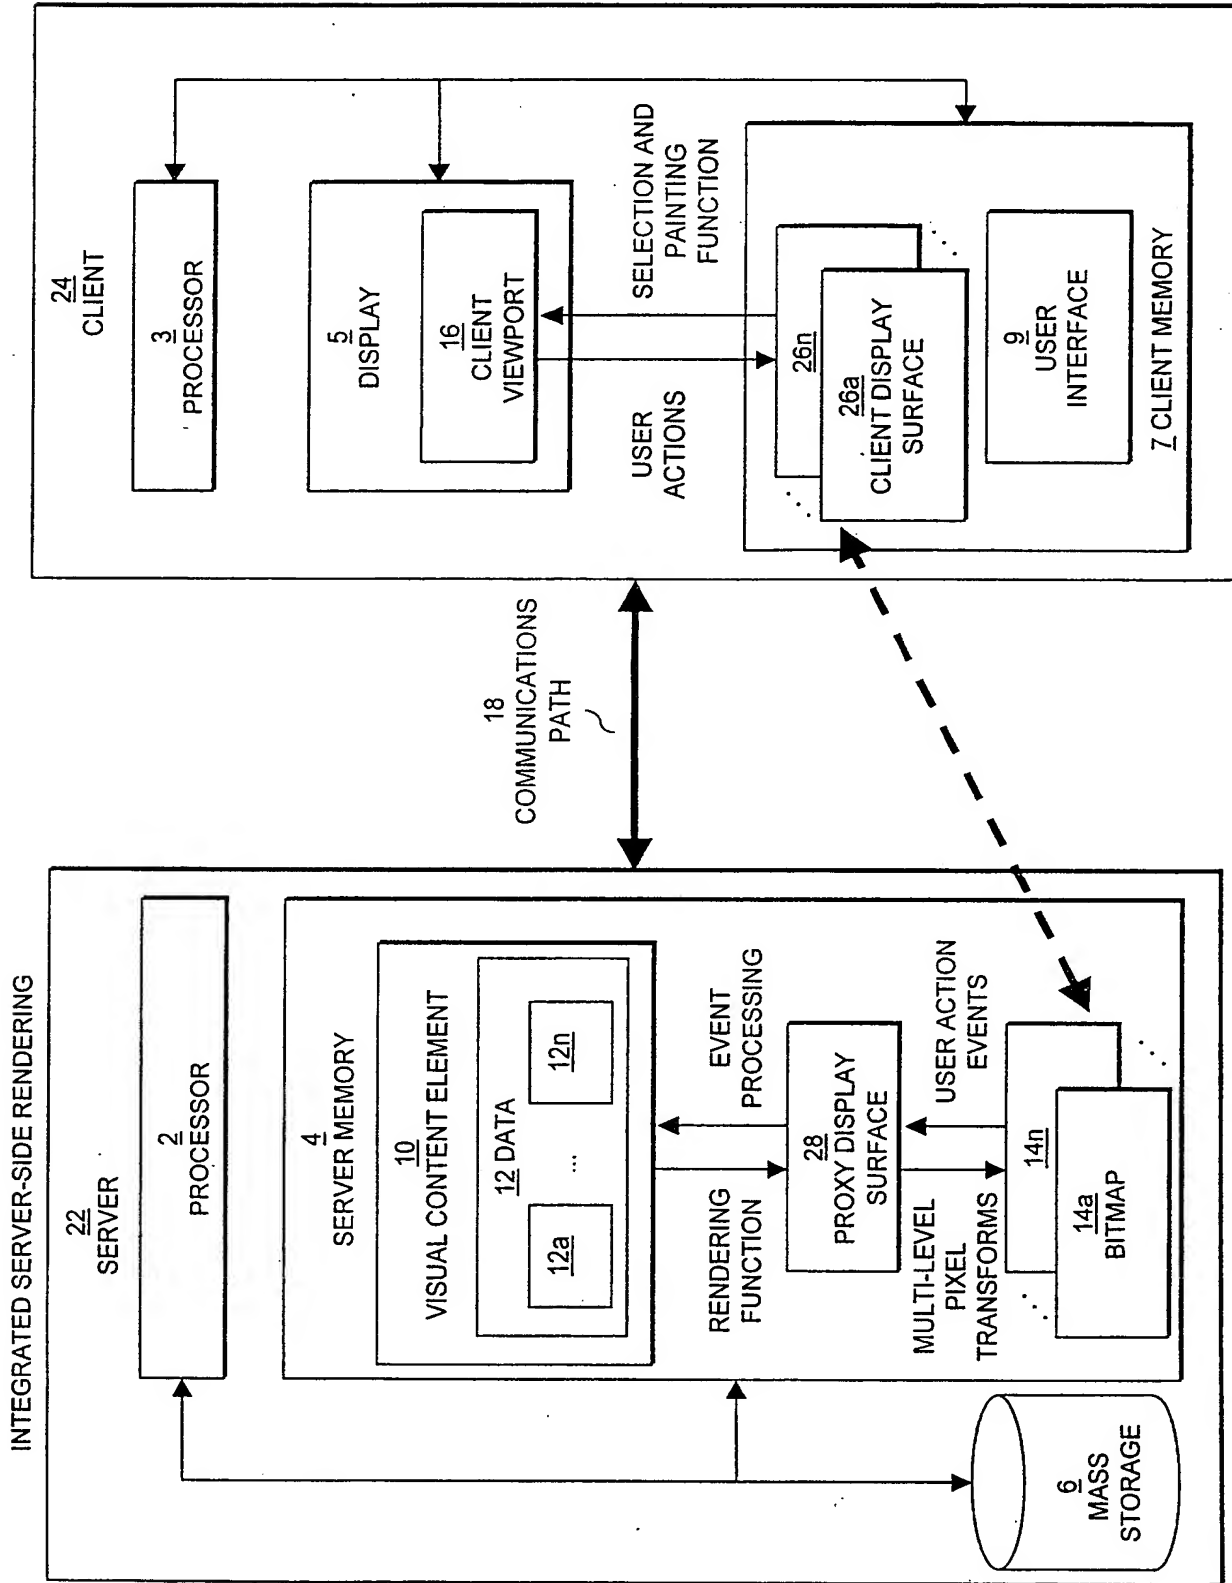 INTEGRATED SERVER-SIDE RENDERING
22
SERVER
2
PROCESSOR
4
SERVER MEMORY
10
VISUAL CONTENT ELEMENT
12 DATA
12a
...
12n
RENDERING
FUNCTION
EVENT
PROCESSING
28
PROXY DISPLAY
SURFACE
MULTI-LEVEL
PIXEL
TRANSFORMS
USER ACTION
EVENTS
14n
14a
BITMAP
...
...
6
MASS
STORAGE
18
COMMUNICATIONS
PATH
24
CLIENT
3
PROCESSOR
5
DISPLAY
16
CLIENT
VIEWPORT
USER
ACTIONS
SELECTION AND
PAINTING
FUNCTION
26n
26a
CLIENT DISPLAY
SURFACE
...
...
9
USER
INTERFACE
7 CLIENT MEMORY